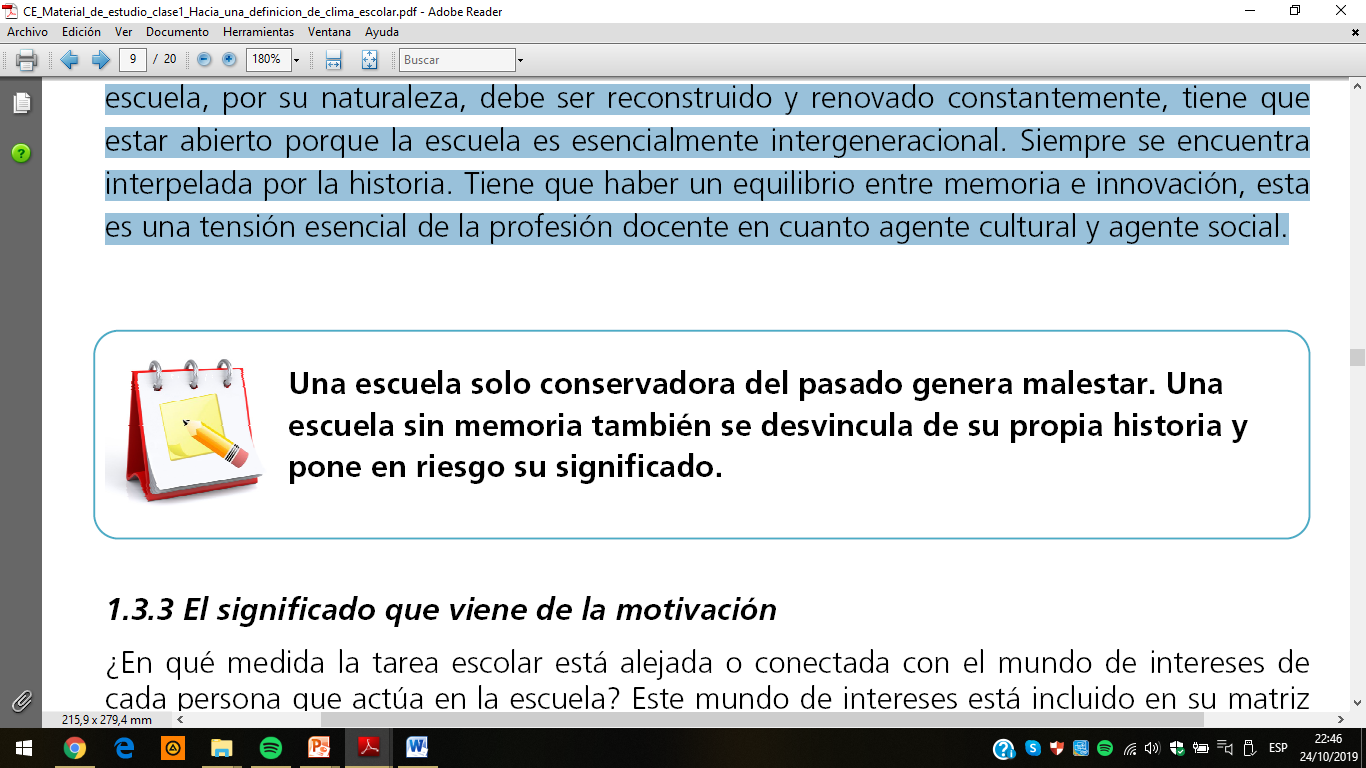 CE_Material_de_estudio_clase1_Hacia_una_definicion_de_clima_escolar.pdf - Adobe Reader
Archivo Edición Ver Documento Herramientas Ventana Ayuda
9 / 20 180% Buscar
escuela, por su naturaleza, debe ser reconstruido y renovado constantemente, tiene que
estar abierto porque la escuela es esencialmente intergeneracional. Siempre se encuentra
interpelada por la historia. Tiene que haber un equilibrio entre memoria e innovación, esta
es una tensión esencial de la profesión docente en cuanto agente cultural y agente social.
Una escuela solo conservadora del pasado genera malestar. Una
escuela sin memoria también se desvincula de su propia historia y
pone en riesgo su significado.
1.3.3 El significado que viene de la motivación
¿En qué medida la tarea escolar está alejada o conectada con el mundo de intereses de
cada persona que actúa en la escuela? Este mundo de intereses está incluido en su matriz
215,9 x 279,4 mm
ESP
22:46
24/10/2019